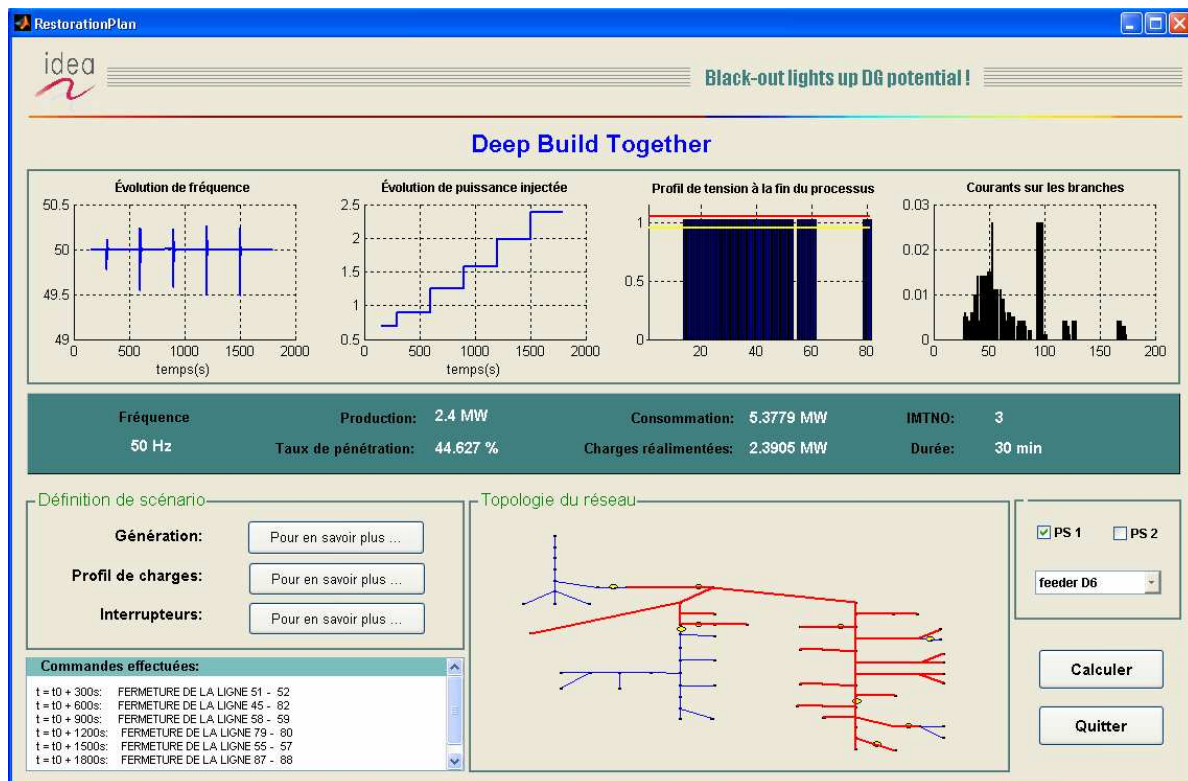 RestorationPlan
idea
Black-out lights up DG potential !
Deep Build Together
Évolution de fréquence
50.5
50
49.5
49
0 500 1000 1500 2000
temps(s)
Évolution de puissance injectée
2.5
2
1.5
1
0.5
0 500 1000 1500 2000
temps(s)
Profil de tension à la fin du processus
1
0.5
0
20 40 60 80
Courants sur les branches
0.03
0.02
0.01
0
0 50 100 150 200
Fréquence
50 Hz
Production: 2.4 MW
Taux de pénétration: 44.627 %
Consommation: 5.3779 MW
Charges réalimentées: 2.3905 MW
IMTNO: 3
Durée: 30 min
Définition de scénario
Génération: Pour en savoir plus ...
Profil de charges: Pour en savoir plus ...
Interrupteurs: Pour en savoir plus ...
Commandes effectuées:
t = t0 + 300s: FERMETURE DE LA LIGNE 51 - 52
t = t0 + 600s: FERMETURE DE LA LIGNE 45 - 82
t = t0 + 900s: FERMETURE DE LA LIGNE 58 - 59
t = t0 + 1200s: FERMETURE DE LA LIGNE 79 - 80
t = t0 + 1500s: FERMETURE DE LA LIGNE 55 - 57
t = t0 + 1800s: FERMETURE DE LA LIGNE 87 - 88
Topologie du réseau
PS 1 PS 2
feeder D6
Calculer
Quitter